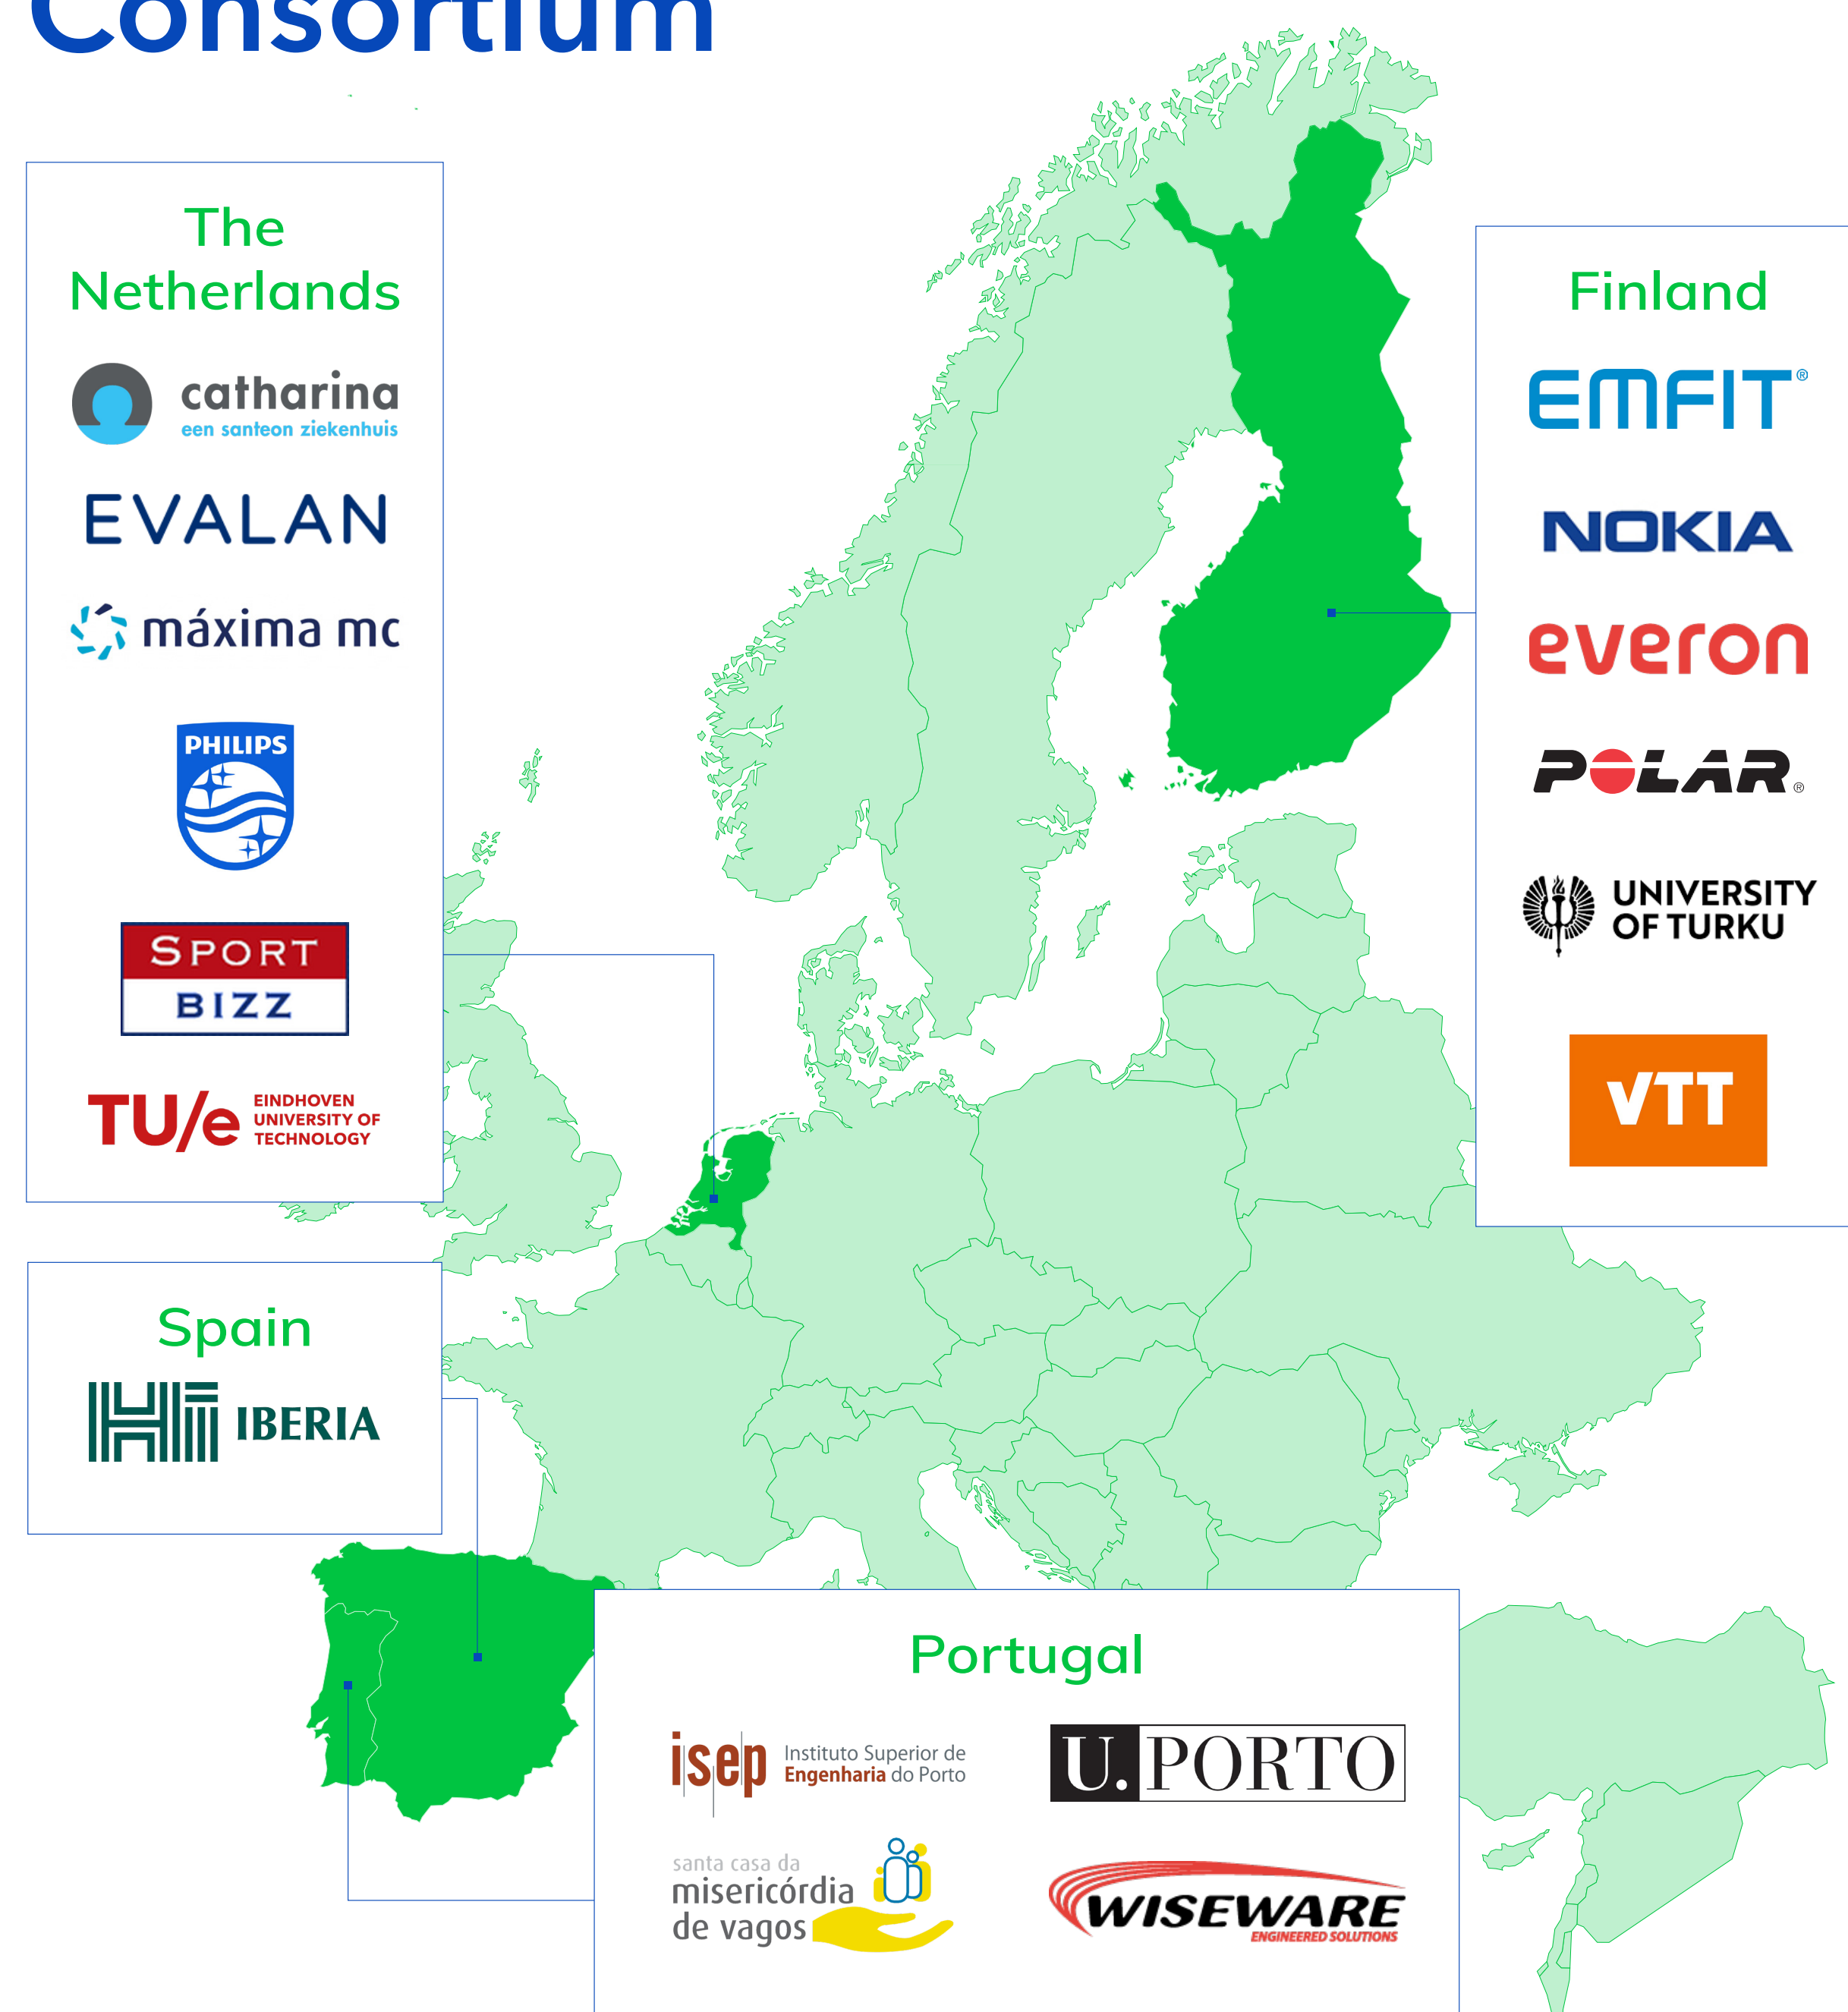 Consortium
The
Netherlands
catharina
een santeon ziekenhuis
EVALAN
máxima mc
PHILIPS
SPORT
BIZZ
TU/e
EINDHOVEN
UNIVERSITY OF
TECHNOLOGY
Finland
EMFIT®
NOKIA
everon
POLAR®
UNIVERSITY
OF TURKU
VTT
Spain
Hi IBERIA
Portugal
isep
Instituto Superior de
Engenharia do Porto
U.PORTO
santa casa da
misericórdia
de vagos
WISEWARE
ENGINEERED SOLUTIONS